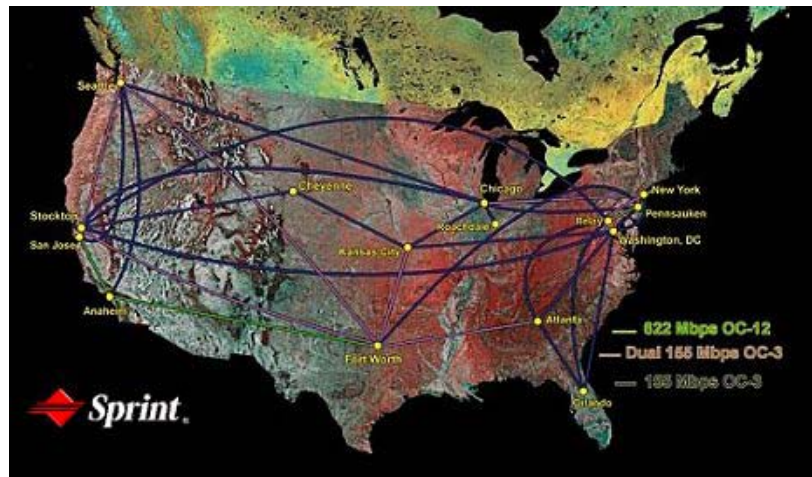 Seattle
Cheyenne
Chicago
New York
Pennsauken
Stockton
Roachdale
Relay
Washington, DC
San Jose
Kansas City
Anaheim
Atlanta
Fort Worth
622 Mbps OC-12
Dual 155 Mbps OC-3
155 Mbps OC-3
Orlando
Sprint®